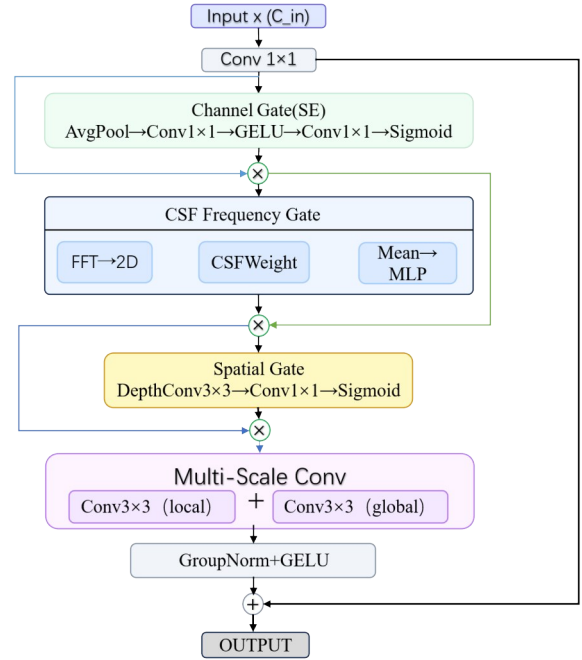 Input x (C_in)
Conv 1×1
Channel Gate(SE)
AvgPool→Conv1×1→GELU→Conv1×1→Sigmoid
×
CSF Frequency Gate
FFT→2D
CSFWeight
Mean→
MLP
×
Spatial Gate
DepthConv3×3→Conv1×1→Sigmoid
×
Multi-Scale Conv
Conv3×3（local） + Conv3×3（global）
GroupNorm+GELU
+
OUTPUT